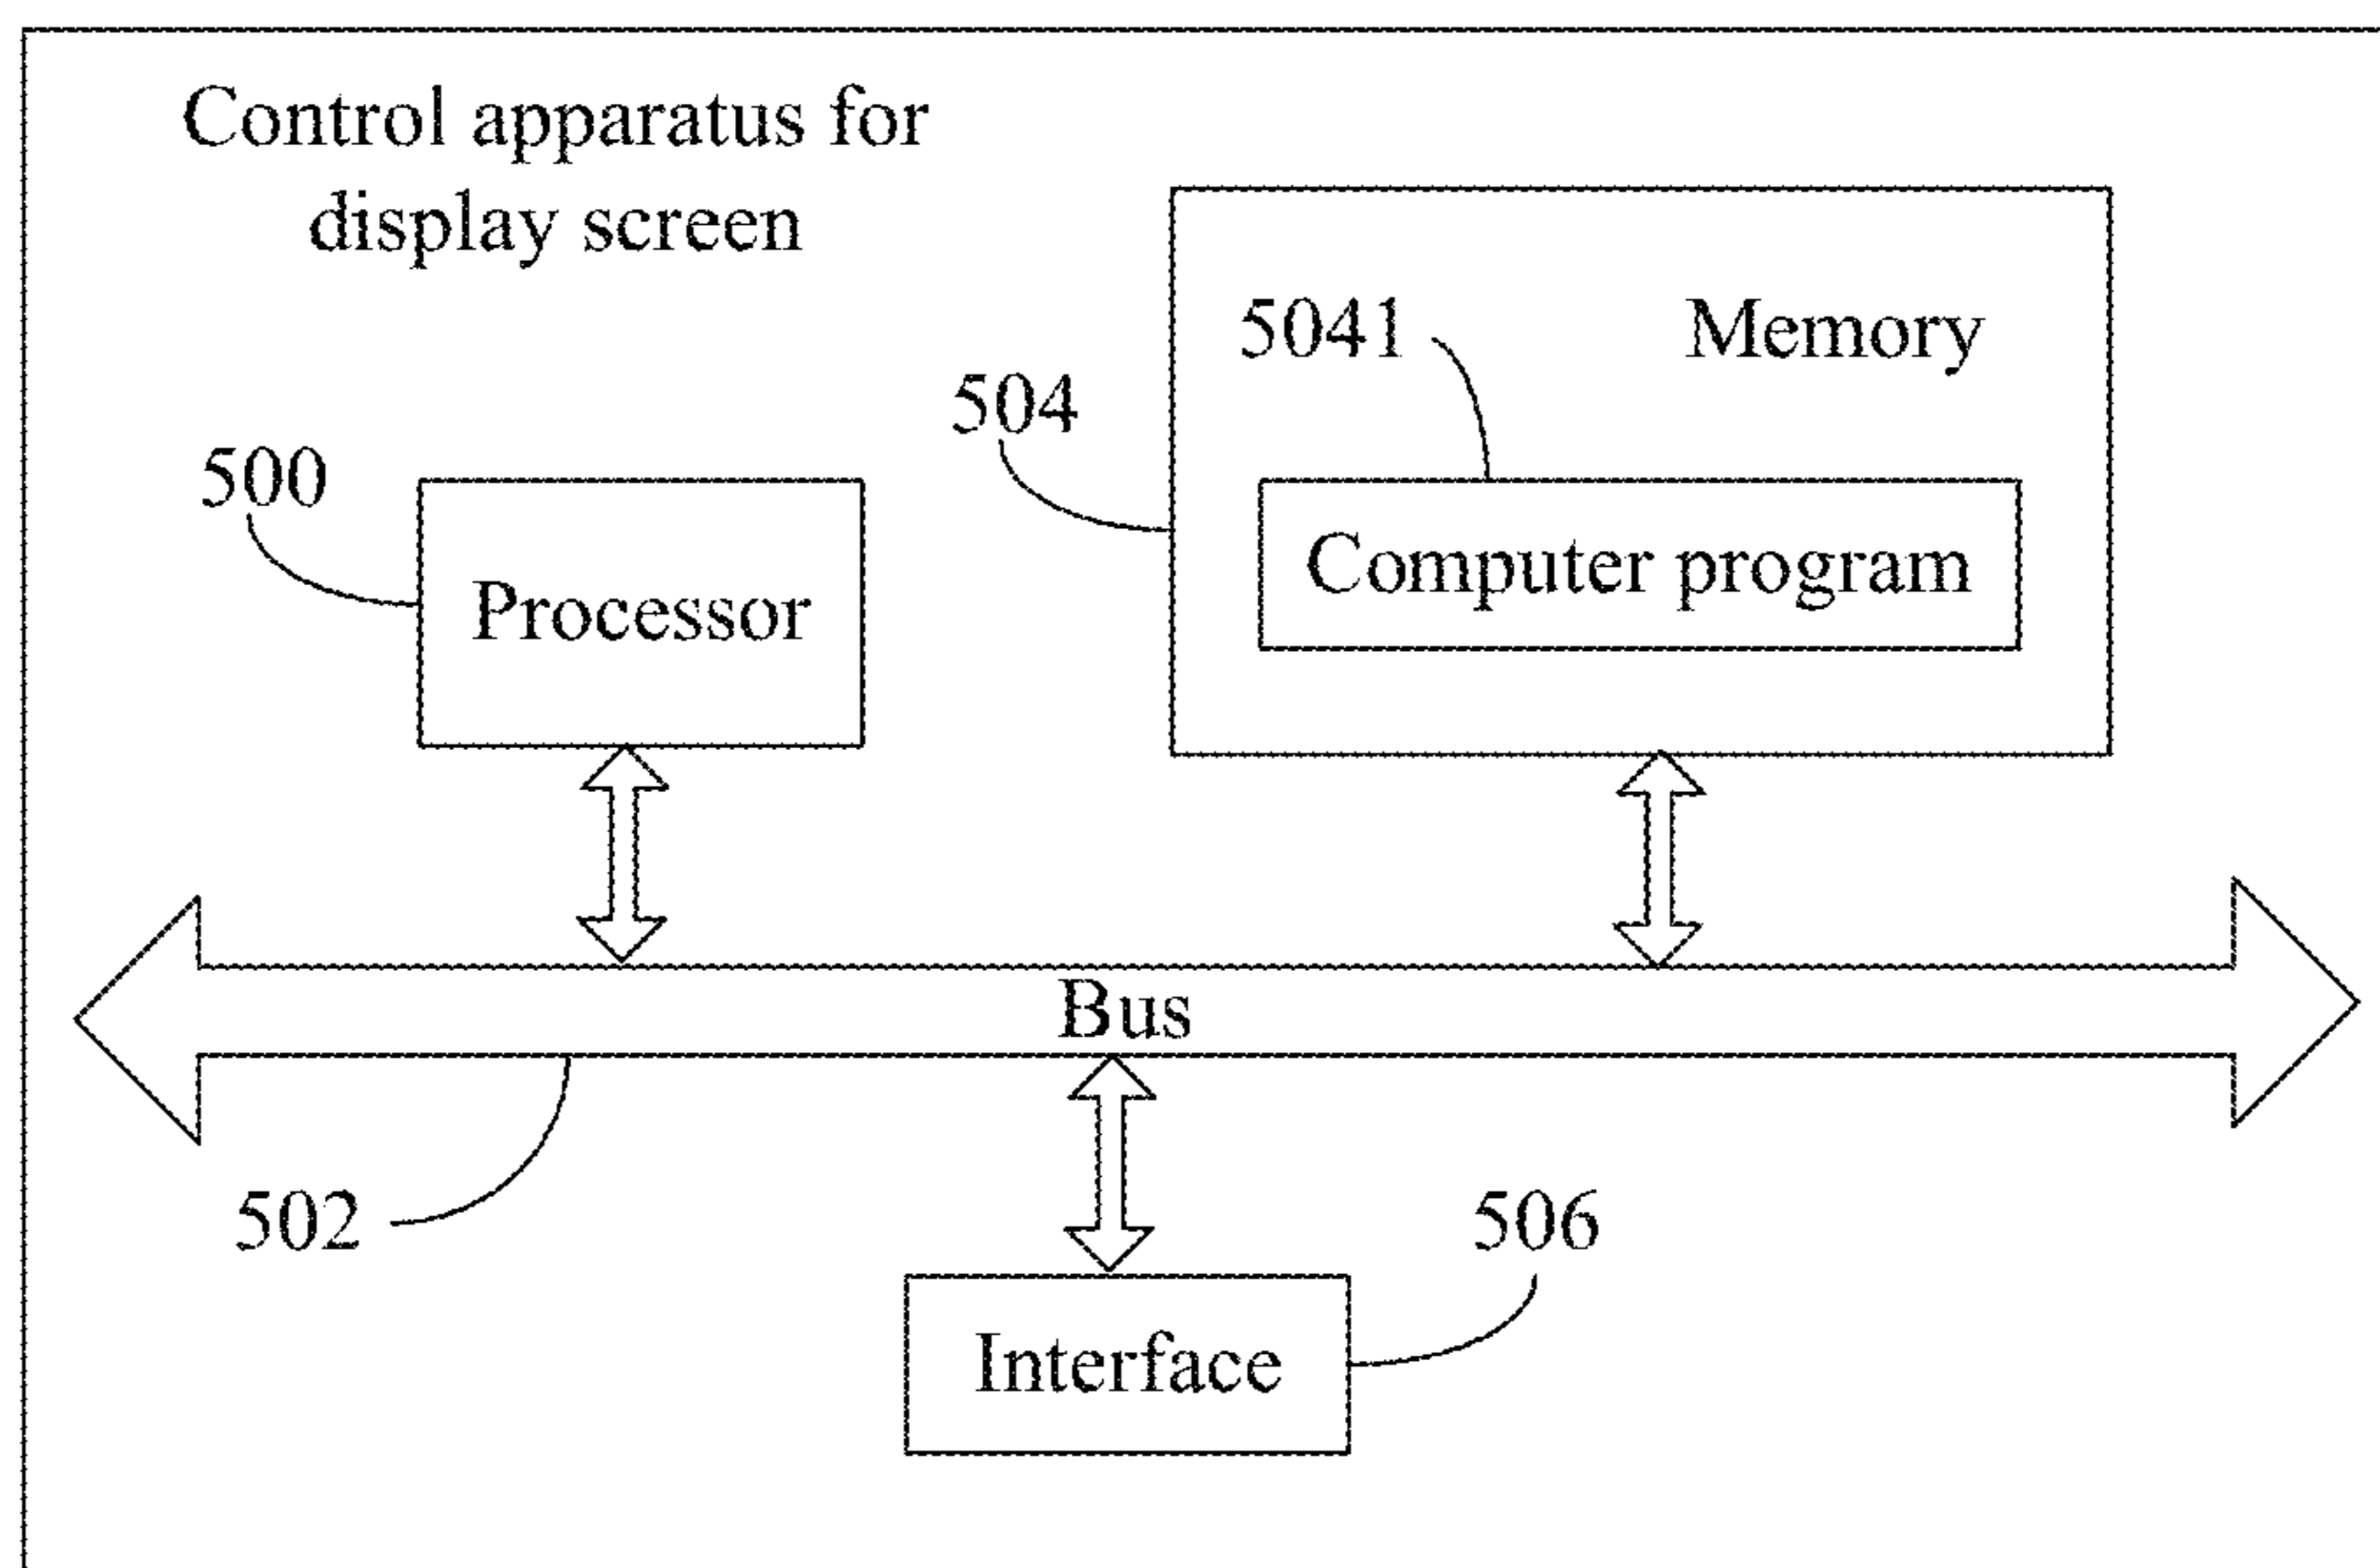 Control apparatus for
display screen
5041
Memory
504
500
Computer program
Processor
Bus
502
506
Interface